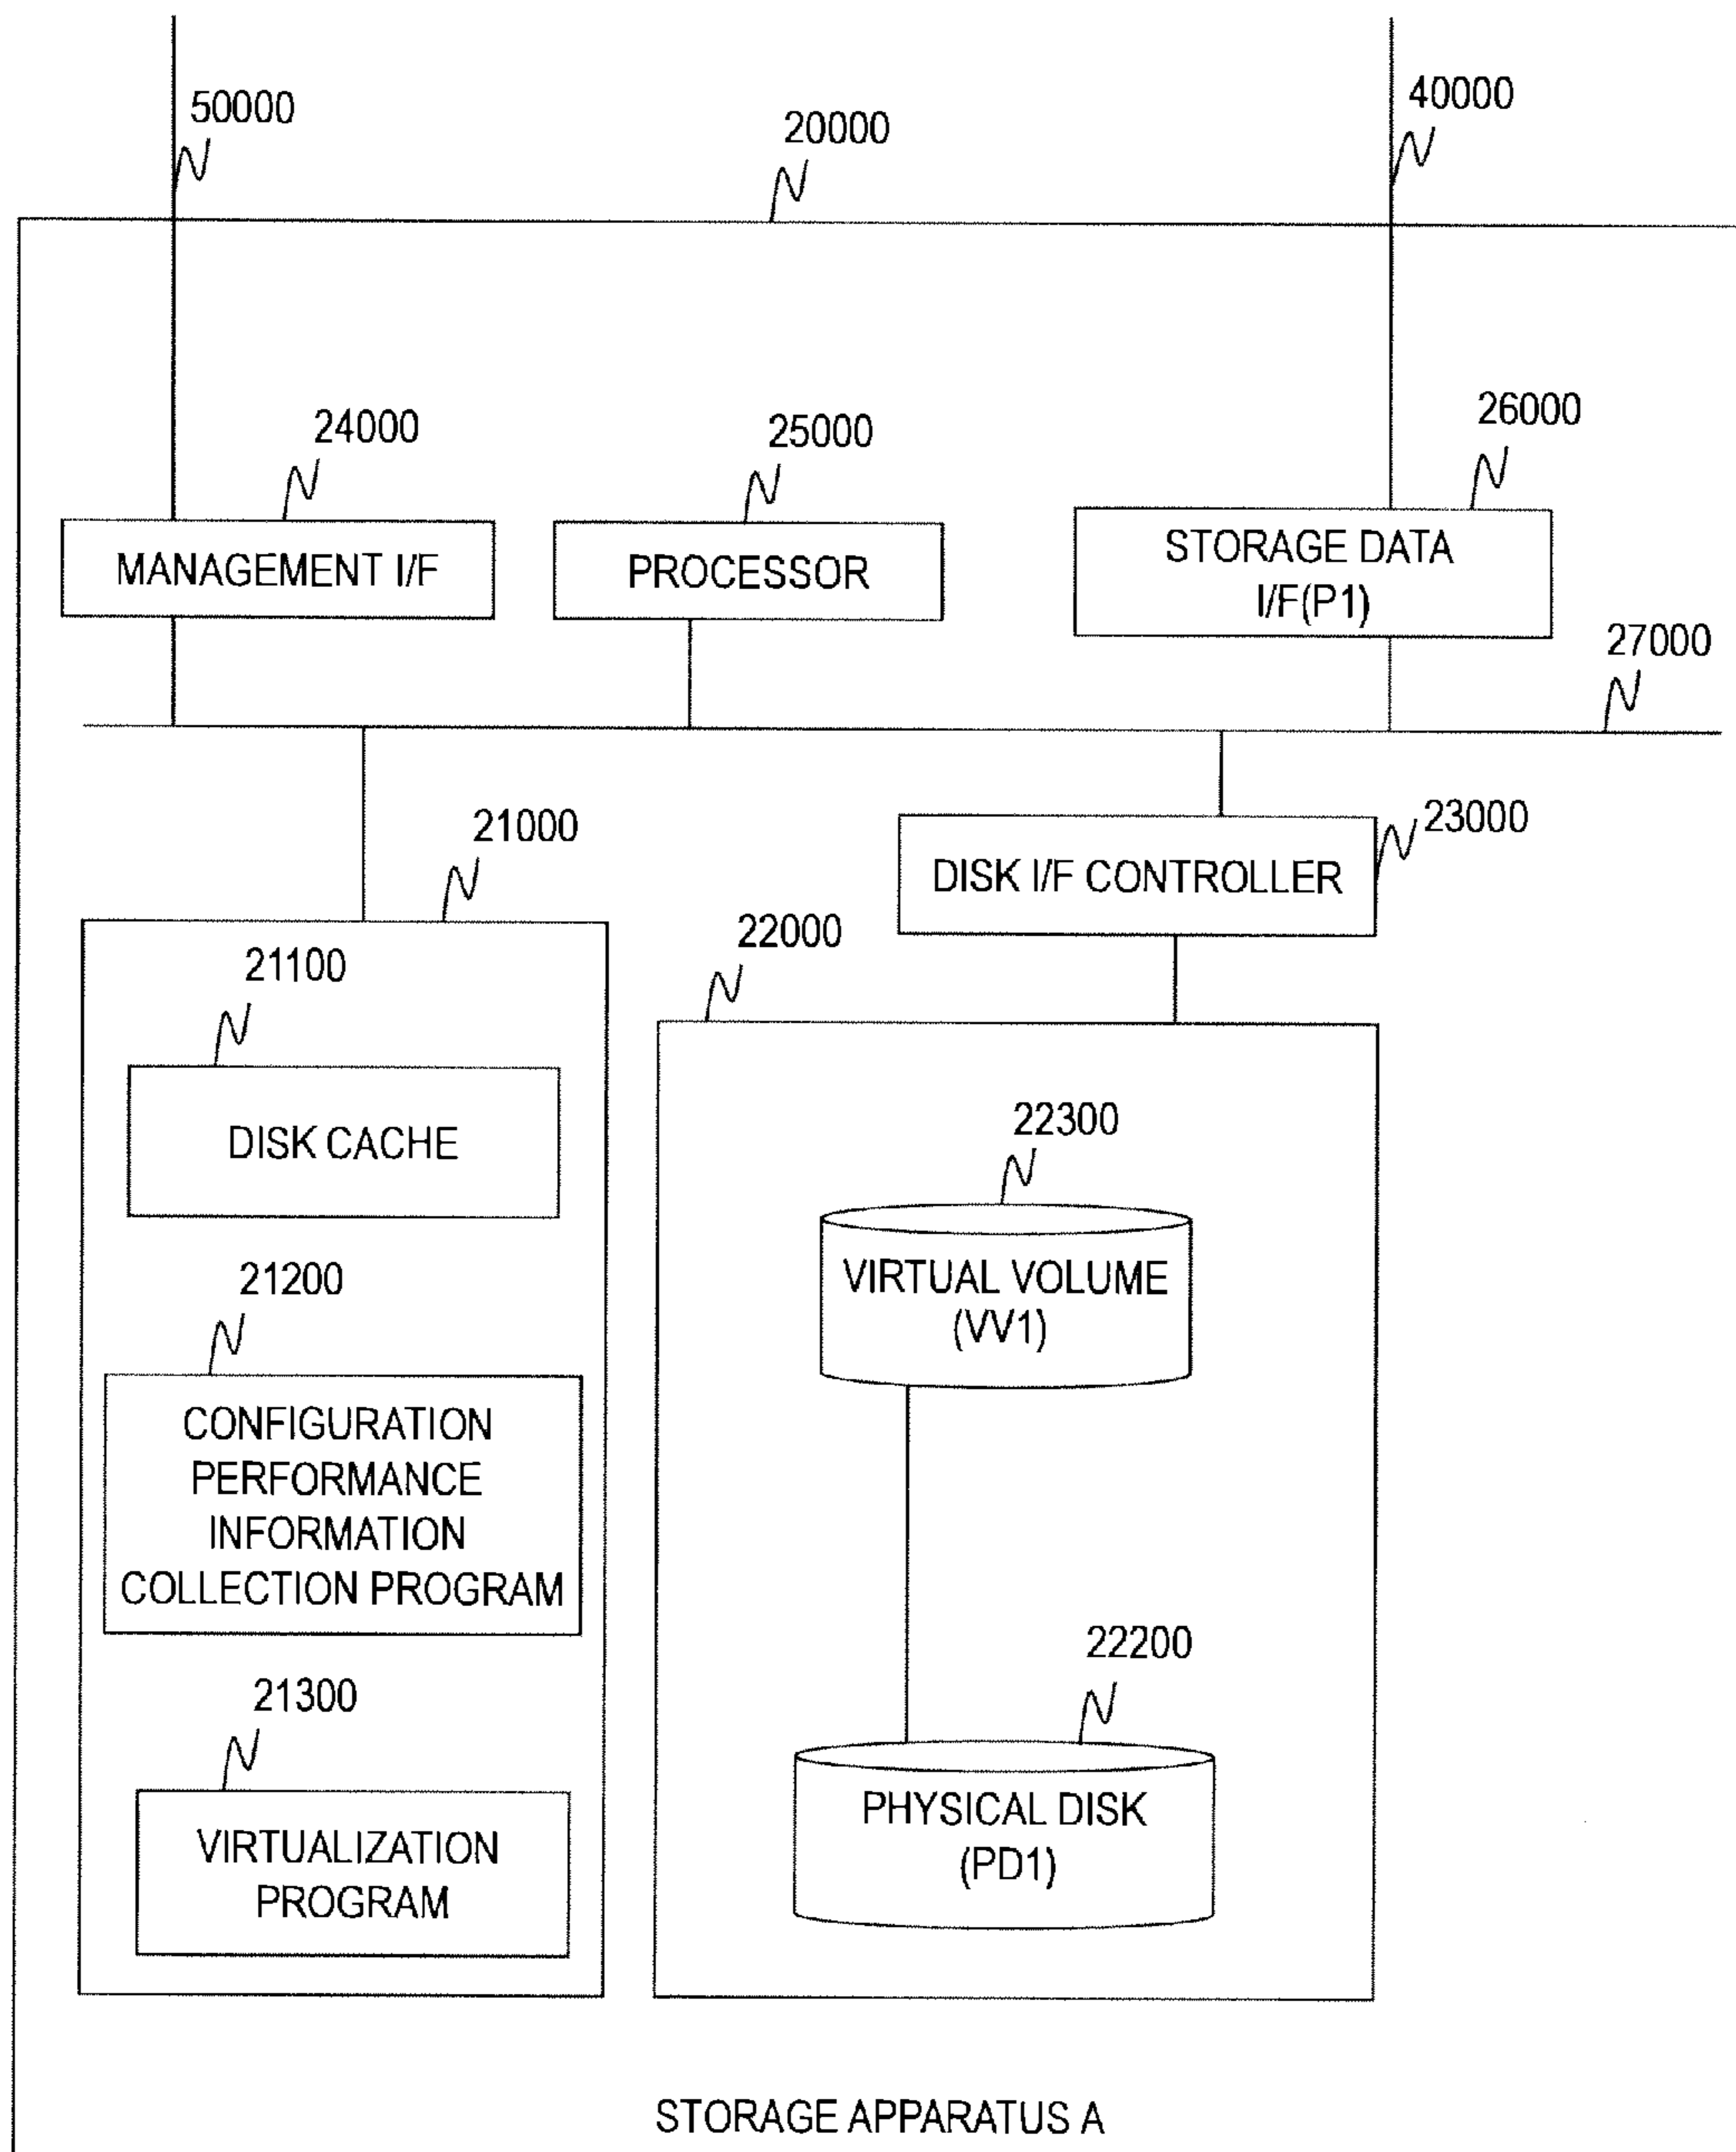 50000
40000
20000
24000
25000
26000
MANAGEMENT I/F
PROCESSOR
STORAGE DATA
I/F(P1)
27000
21000
23000
DISK I/F CONTROLLER
22000
21100
DISK CACHE
22300
VIRTUAL VOLUME
(VV1)
21200
CONFIGURATION
PERFORMANCE
INFORMATION
COLLECTION PROGRAM
22200
21300
PHYSICAL DISK
(PD1)
VIRTUALIZATION
PROGRAM
STORAGE APPARATUS A